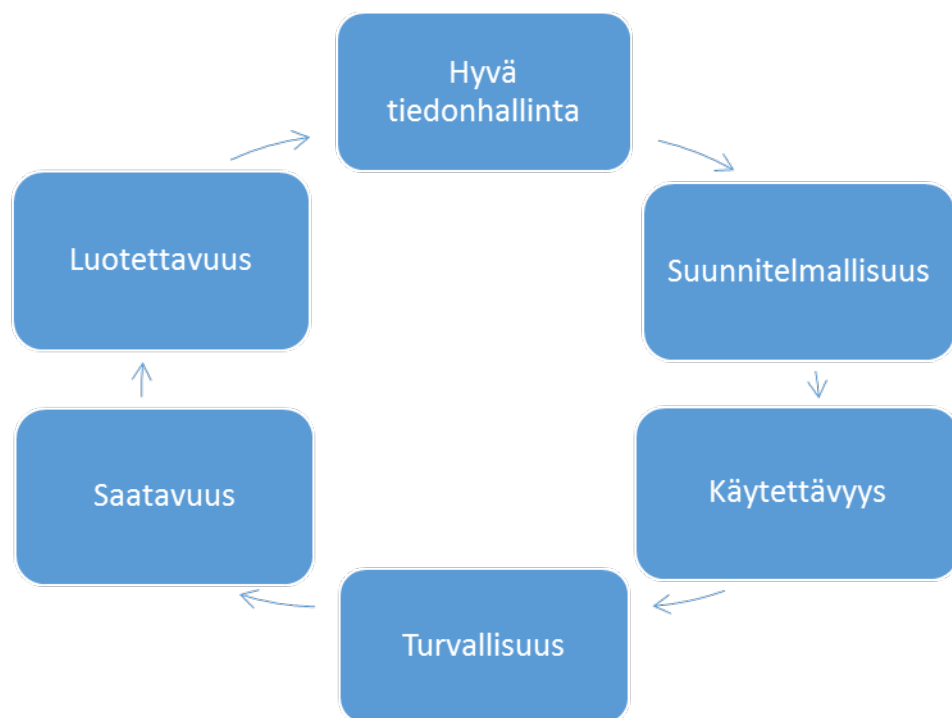 Hyvä
tiedonhallinta
Suunnitelmallisuus
Käytettävyys
Turvallisuus
Saatavuus
Luotettavuus